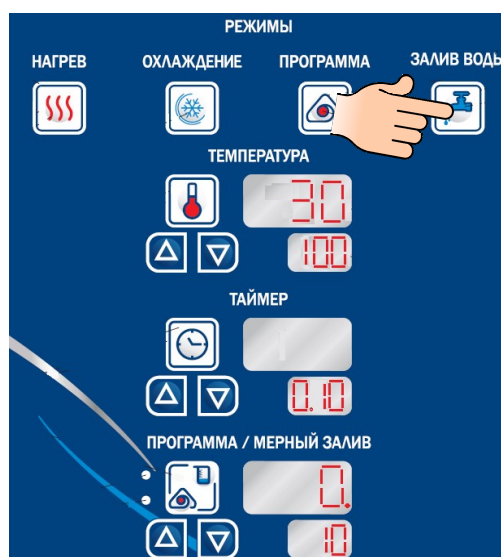 РЕЖИМЫ
НАГРЕВ ОХЛАЖДЕНИЕ ПРОГРАММА ЗАЛИВ ВОДЫ
ТЕМПЕРАТУРА
30
100
ТАЙМЕР
0.10
ПРОГРАММА / МЕРНЫЙ ЗАЛИВ
0.
10